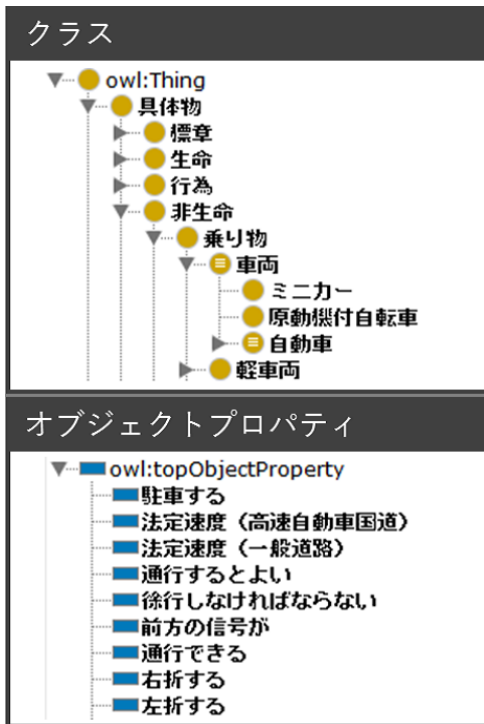 クラス
owl:Thing
具体物
標章
生命
行為
非生命
乗り物
車両
ミニカー
原動機付自転車
自動車
軽車両
オブジェクトプロパティ
owl:topObjectProperty
駐車する
法定速度（高速自動車国道）
法定速度（一般道路）
通行するとよい
徐行しなければならない
前方の信号が
通行できる
右折する
左折する